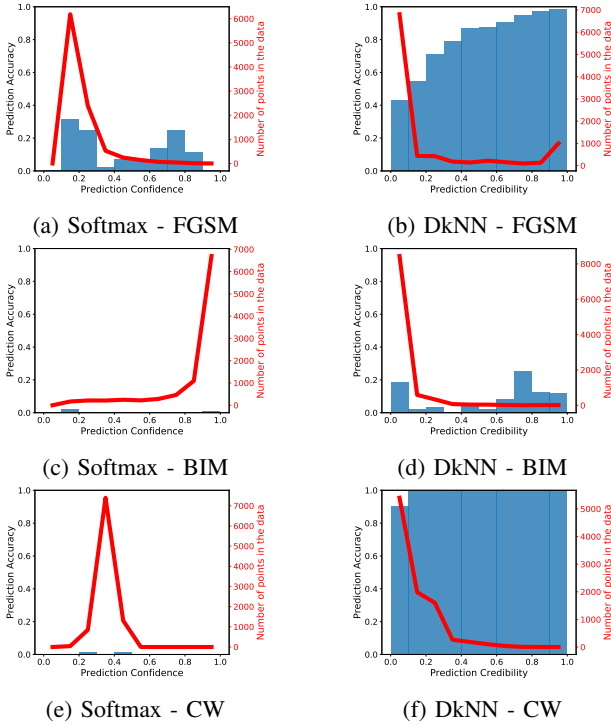 1.0
0.8
0.6
0.4
0.2
0.0
Prediction Accuracy
0.0 0.2 0.4 0.6 0.8 1.0
Prediction Confidence
6000
5000
4000
3000
2000
1000
0
Number of points in the data
(a) Softmax - FGSM
1.0
0.8
0.6
0.4
0.2
0.0
Prediction Accuracy
0.0 0.2 0.4 0.6 0.8 1.0
Prediction Credibility
7000
6000
5000
4000
3000
2000
1000
0
Number of points in the data
(b) DkNN - FGSM
1.0
0.8
0.6
0.4
0.2
0.0
Prediction Accuracy
0.0 0.2 0.4 0.6 0.8 1.0
Prediction Confidence
7000
6000
5000
4000
3000
2000
1000
0
Number of points in the data
(c) Softmax - BIM
1.0
0.8
0.6
0.4
0.2
0.0
Prediction Accuracy
0.0 0.2 0.4 0.6 0.8 1.0
Prediction Credibility
8000
6000
4000
2000
0
Number of points in the data
(d) DkNN - BIM
1.0
0.8
0.6
0.4
0.2
0.0
Prediction Accuracy
0.0 0.2 0.4 0.6 0.8 1.0
Prediction Confidence
7000
6000
5000
4000
3000
2000
1000
0
Number of points in the data
(e) Softmax - CW
1.0
0.8
0.6
0.4
0.2
0.0
Prediction Accuracy
0.0 0.2 0.4 0.6 0.8 1.0
Prediction Credibility
5000
4000
3000
2000
1000
0
Number of points in the data
(f) DkNN - CW